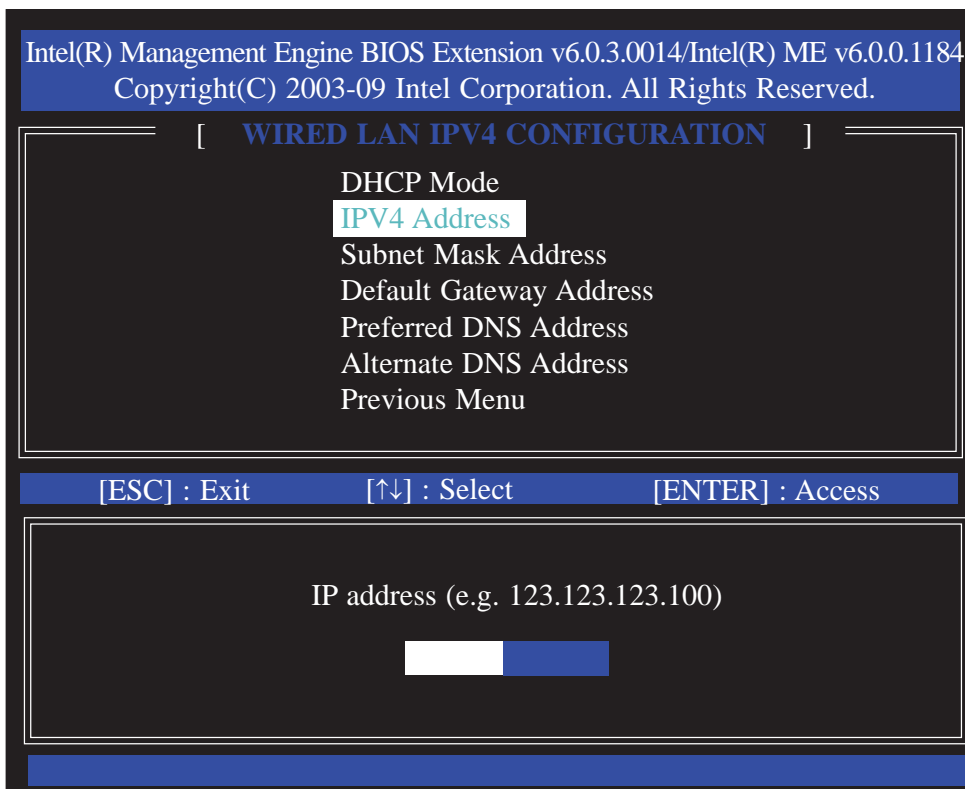 Intel(R) Management Engine BIOS Extension v6.0.3.0014/Intel(R) ME v6.0.0.1184
Copyright(C) 2003-09 Intel Corporation. All Rights Reserved.
[ WIRED LAN IPV4 CONFIGURATION ]
DHCP Mode
IPV4 Address
Subnet Mask Address
Default Gateway Address
Preferred DNS Address
Alternate DNS Address
Previous Menu
[ESC] : Exit [↑↓] : Select [ENTER] : Access
IP address (e.g. 123.123.123.100)